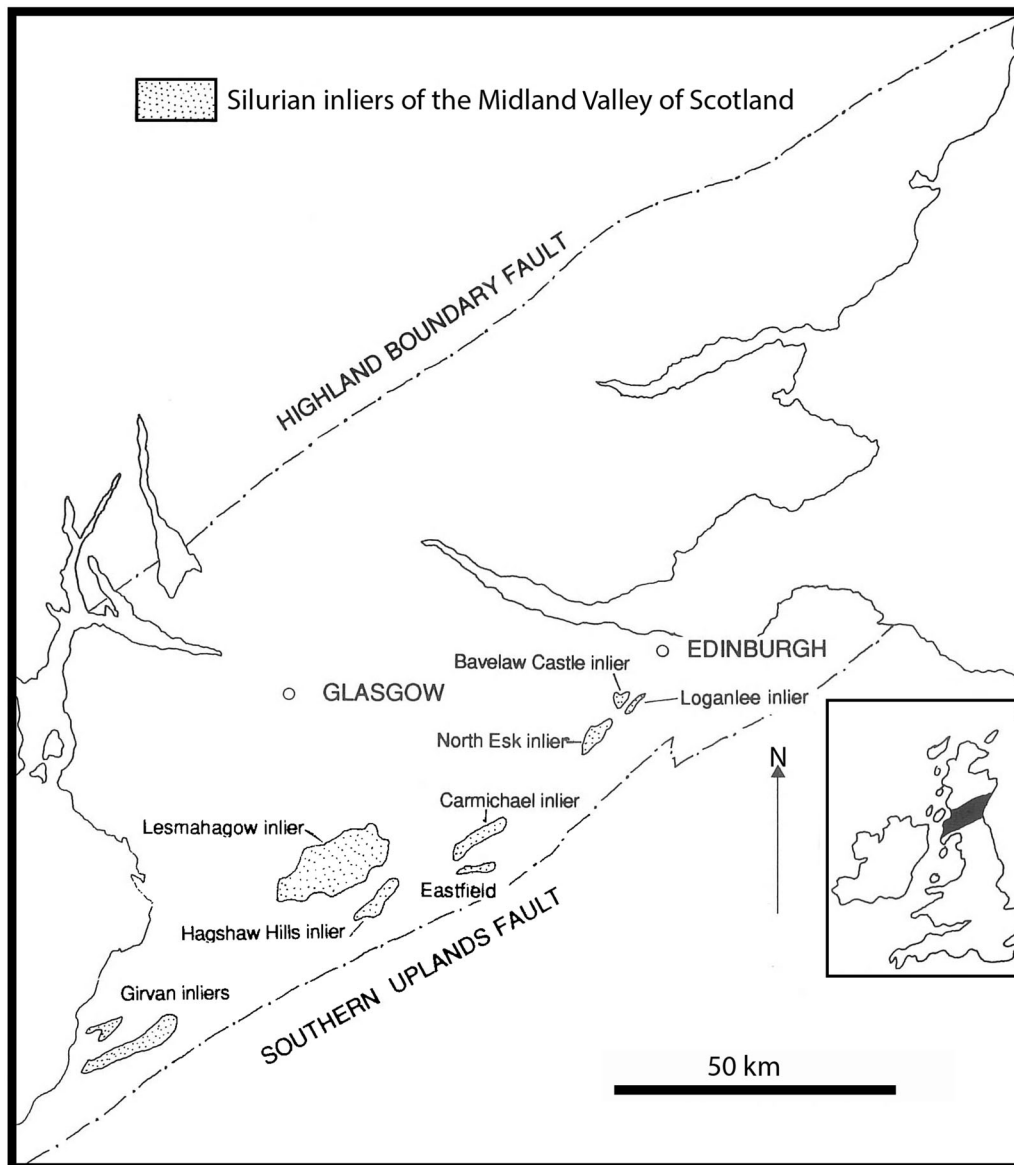 Silurian inliers of the Midland Valley of Scotland
HIGHLAND BOUNDARY FAULT
EDINBURGH
Bavelaw Castle inlier
GLASGOW
Loganlee inlier
North Esk inlier
N
Carmichael inlier
Lesmahagow inlier
Eastfield
Hagshaw Hills inlier
SOUTHERN UPLANDS FAULT
Girvan inliers
50 km